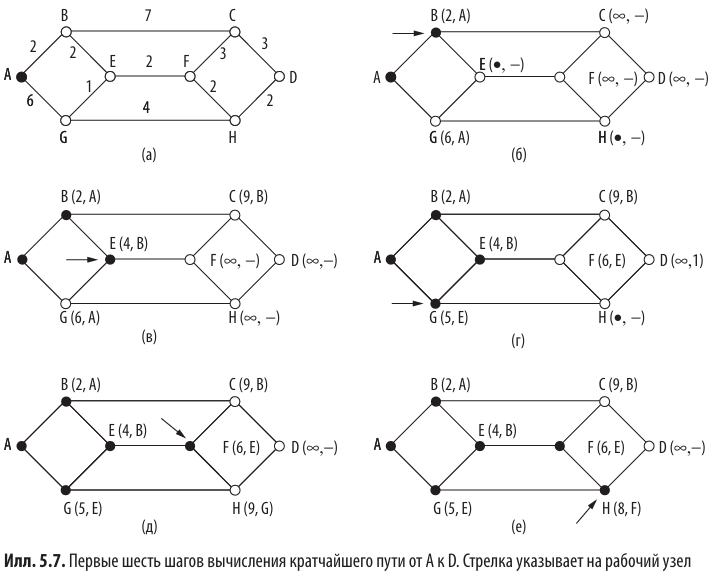 B 7 C
2 2 3 3
A E 2 F D
6 1 2 2
G 4 H
(а)
B (2, A) C (∞, −)
A E (•, −) F (∞, −) D (∞, −)
G (6, A) H (•, −)
(б)
B (2, A) C (9, B)
A E (4, B) F (∞, −) D (∞,−)
G (6, A) H (∞, −)
(в)
B (2, A) C (9, B)
A E (4, B) F (6, E) D (∞,1)
G (5, E) H (•, −)
(г)
B (2, A) C (9, B)
A E (4, B) F (6, E) D (∞,−)
G (5, E) H (9, G)
(д)
B (2, A) C (9, B)
A E (4, B) F (6, E) D (∞,−)
G (5, E) H (8, F)
(е)
Илл. 5.7. Первые шесть шагов вычисления кратчайшего пути от A к D. Стрелка указывает на рабочий узел